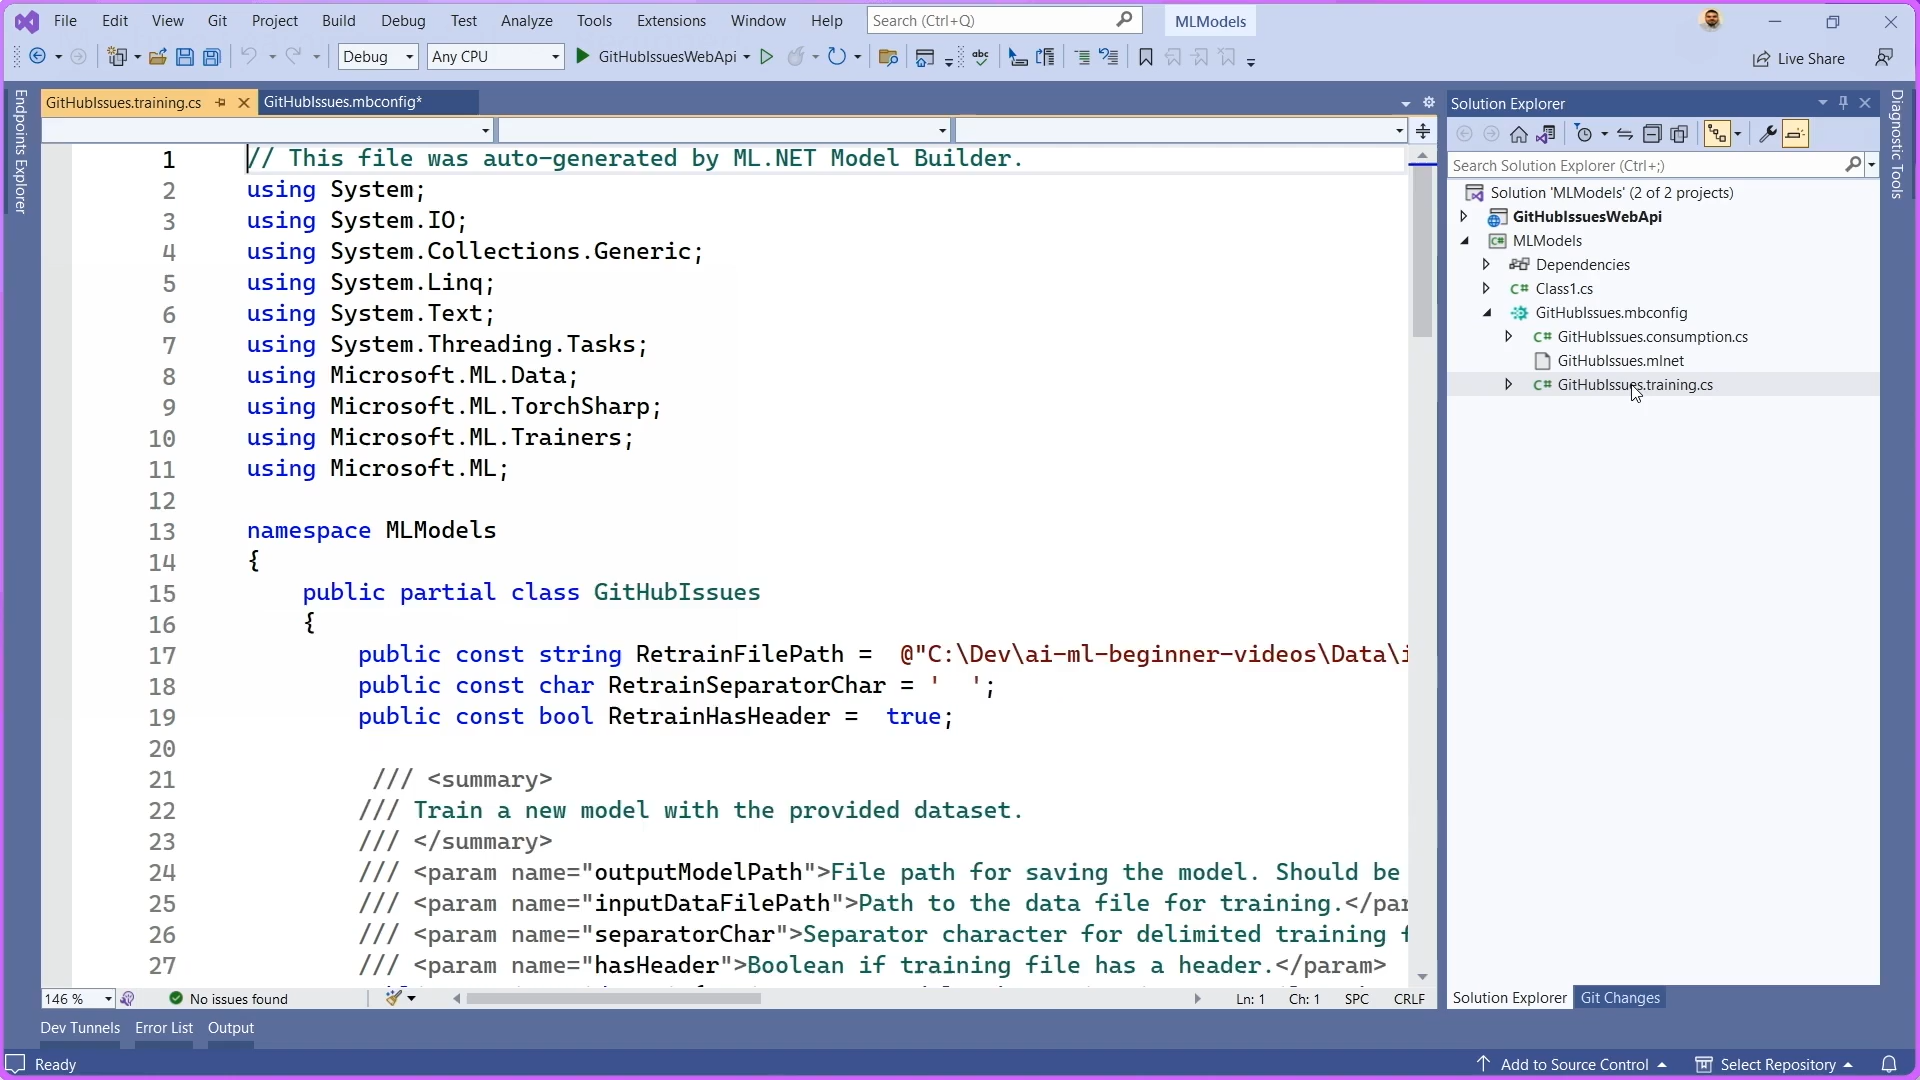 File Edit View Git Project Build Debug Test Analyze Tools Extensions Window Help Search (Ctrl+Q) MLModels
Debug Any CPU GitHubIssuesWebApi abc Live Share
GitHubIssues.training.cs GitHubIssues.mbconfig*
Endpoints Explorer
1 // This file was auto-generated by ML.NET Model Builder.
2 using System;
3 using System.IO;
4 using System.Collections.Generic;
5 using System.Linq;
6 using System.Text;
7 using System.Threading.Tasks;
8 using Microsoft.ML.Data;
9 using Microsoft.ML.TorchSharp;
10 using Microsoft.ML.Trainers;
11 using Microsoft.ML;
12
13 namespace MLModels
14 {
15 public partial class GitHubIssues
16 {
17 public const string RetrainFilePath = @"C:\Dev\ai-ml-beginner-videos\Data\i
18 public const char RetrainSeparatorChar = ' ';
19 public const bool RetrainHasHeader = true;
20
21 /// <summary>
22 /// Train a new model with the provided dataset.
23 /// </summary>
24 /// <param name="outputModelPath">File path for saving the model. Should be
25 /// <param name="inputDataFilePath">Path to the data file for training.</par
26 /// <param name="separatorChar">Separator character for delimited training f
27 /// <param name="hasHeader">Boolean if training file has a header.</param>
146 % No issues found Ln: 1 Ch: 1 SPC CRLF
Solution Explorer
Search Solution Explorer (Ctrl+;)
Solution 'MLModels' (2 of 2 projects)
GitHubIssuesWebApi
C# MLModels
Dependencies
C# Class1.cs
GitHubIssues.mbconfig
C# GitHubIssues.consumption.cs
GitHubIssues.mlnet
C# GitHubIssues.training.cs
Solution Explorer Git Changes
Diagnostic Tools
Dev Tunnels Error List Output
Ready Add to Source Control Select Repository